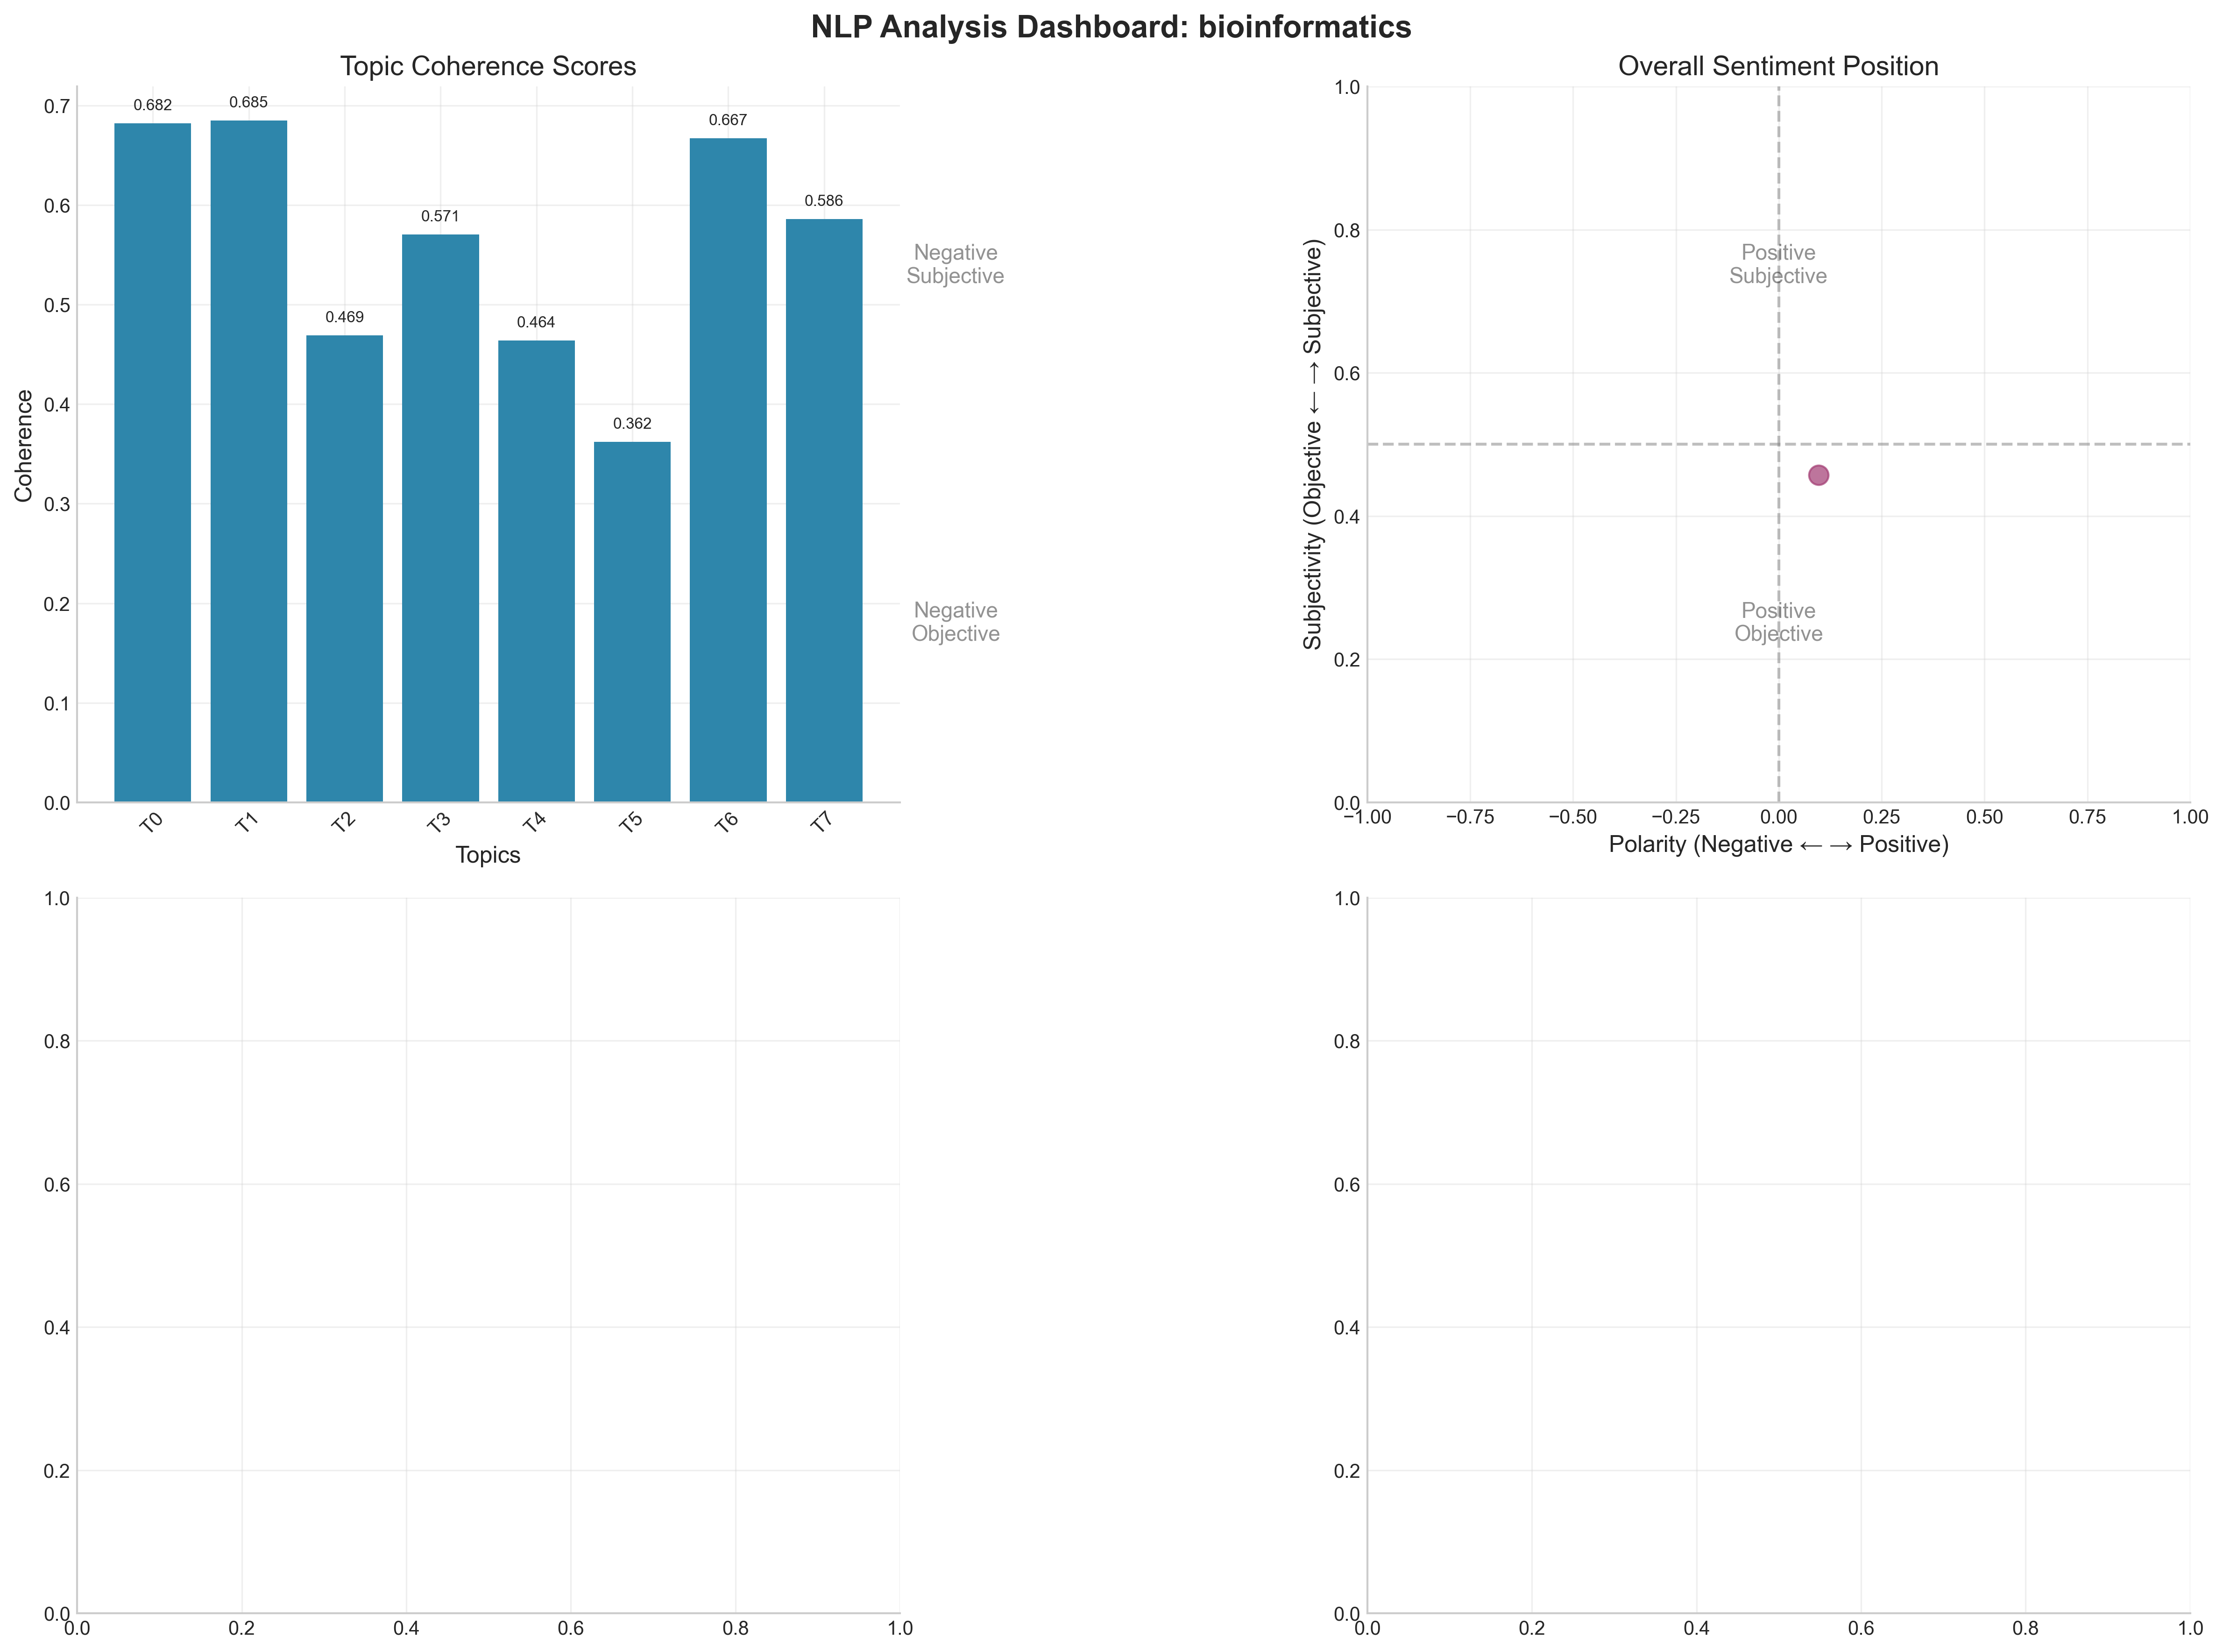 NLP Analysis Dashboard: bioinformatics
Topic Coherence Scores
Coherence
0.7
0.6
0.5
0.4
0.3
0.2
0.1
0.0
0.682
0.685
0.469
0.571
0.464
0.362
0.667
0.586
T0
T1
T2
T3
T4
T5
T6
T7
Topics
Negative
Subjective
Negative
Objective
Overall Sentiment Position
Subjectivity (Objective ←→ Subjective)
1.0
0.8
0.6
0.4
0.2
0.0
Positive
Subjective
Positive
Objective
−1.00
−0.75
−0.50
−0.25
0.00
0.25
0.50
0.75
1.00
Polarity (Negative ←→ Positive)
1.0
0.8
0.6
0.4
0.2
0.0
0.0
0.2
0.4
0.6
0.8
1.0
1.0
0.8
0.6
0.4
0.2
0.0
0.0
0.2
0.4
0.6
0.8
1.0